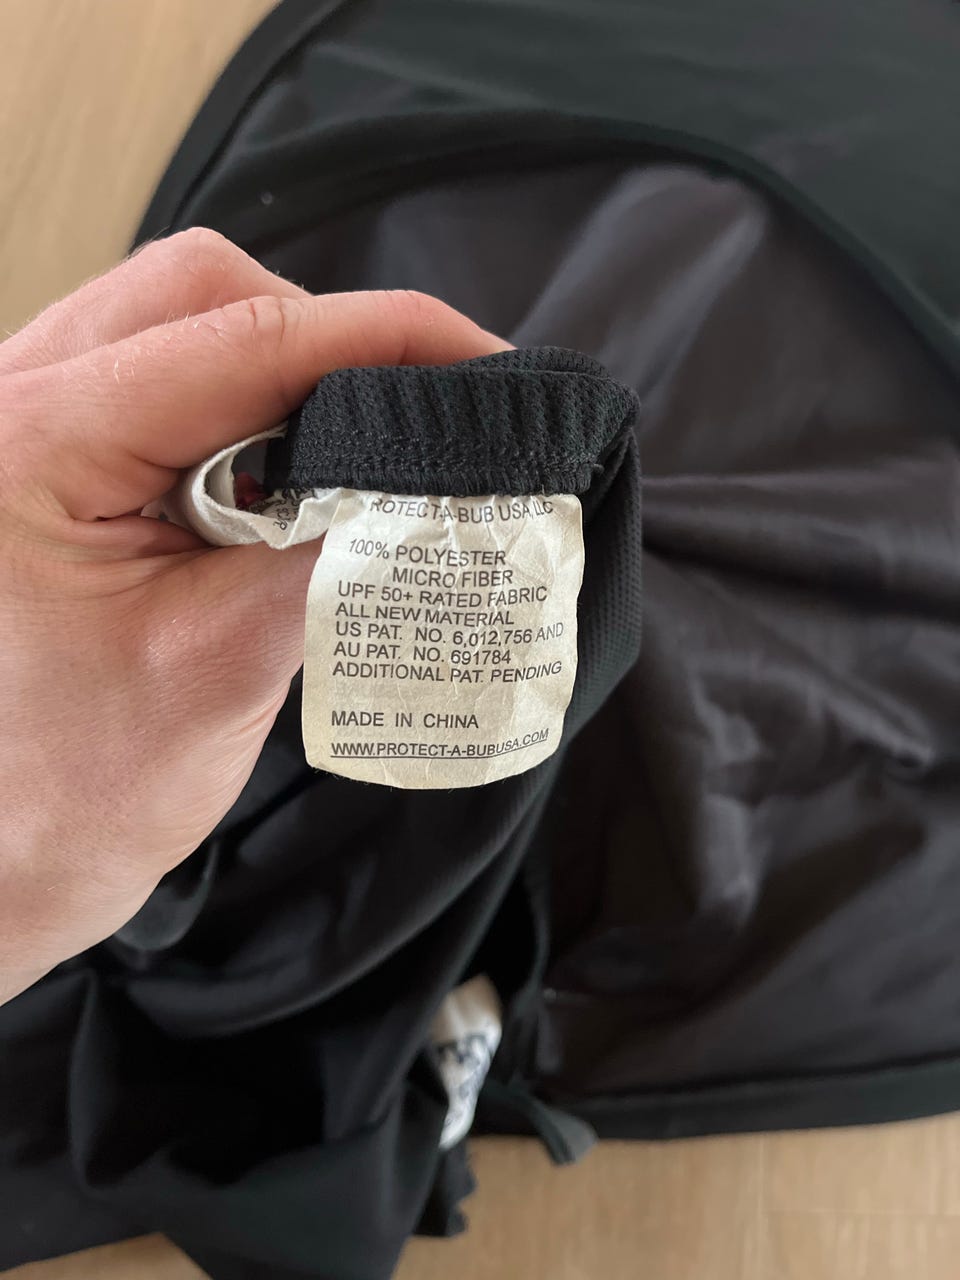 ROTECT-A-BUB USA, LLC
100% POLYESTER
MICRO FIBER
UPF 50+ RATED FABRIC
ALL NEW MATERIAL
US PAT. NO. 6,012,756 AND
AU PAT. NO. 691784
ADDITIONAL PAT. PENDING
MADE IN CHINA
WWW.PROTECT-A-BUBUSA.COM